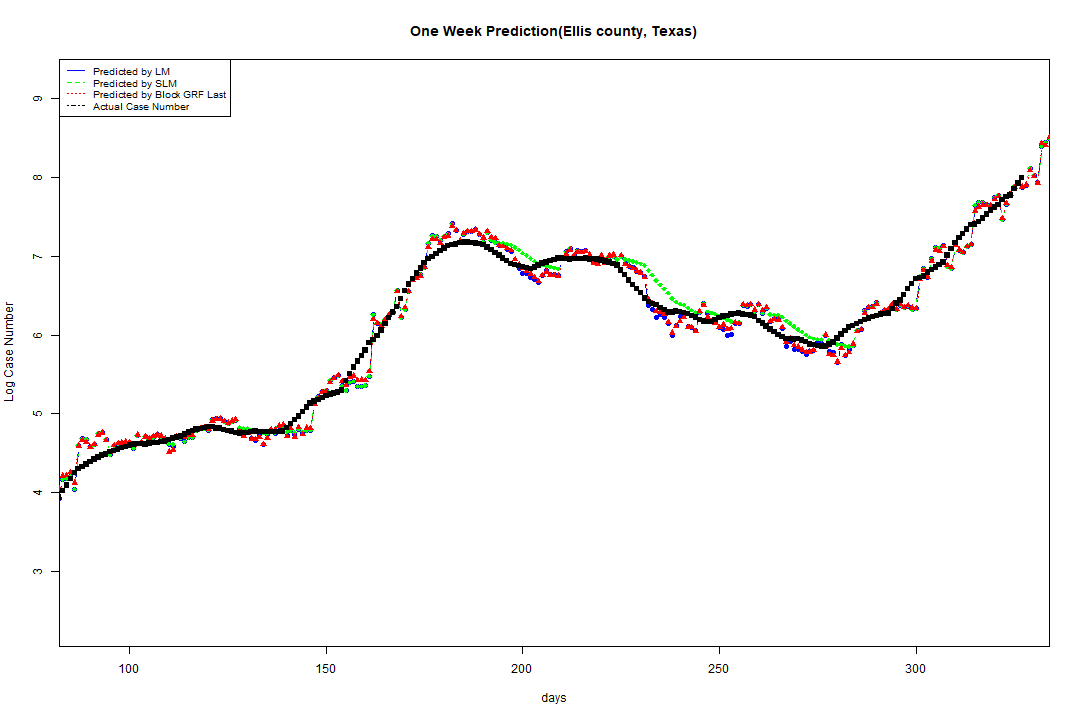 One Week Prediction(Ellis county, Texas)
Predicted by LM
Predicted by SLM
Predicted by Block GRF Last
Actual Case Number
9
8
7
6
5
4
3
Log Case Number
100
150
200
250
300
days